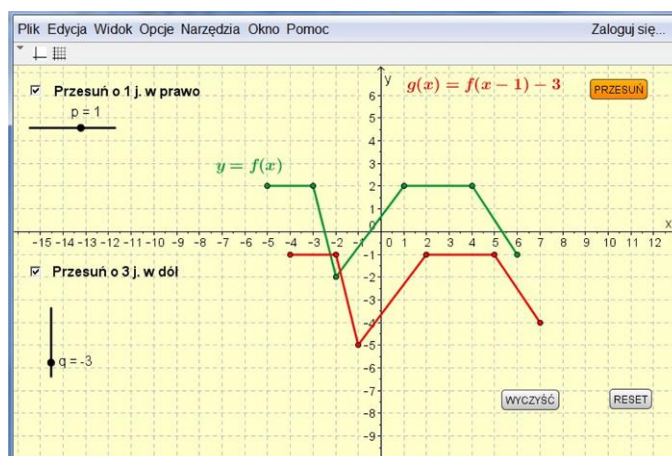 Plik Edycja Widok Opcje Narzędzia Okno Pomoc Zaloguj się...
Przesuń o 1 j. w prawo
p = 1
y
g(x) = f(x − 1) − 3
PRZESUŃ
y = f(x)
6
5
4
3
2
1
0
x
-15 -14 -13 -12 -11 -10 -9 -8 -7 -6 -5 -4 -3 -2 -1 0 1 2 3 4 5 6 7 8 9 10 11 12
-1
-2
-3
-4
-5
-6
-7
-8
-9
Przesuń o 3 j. w dół
q = -3
WYCZYŚĆ
RESET